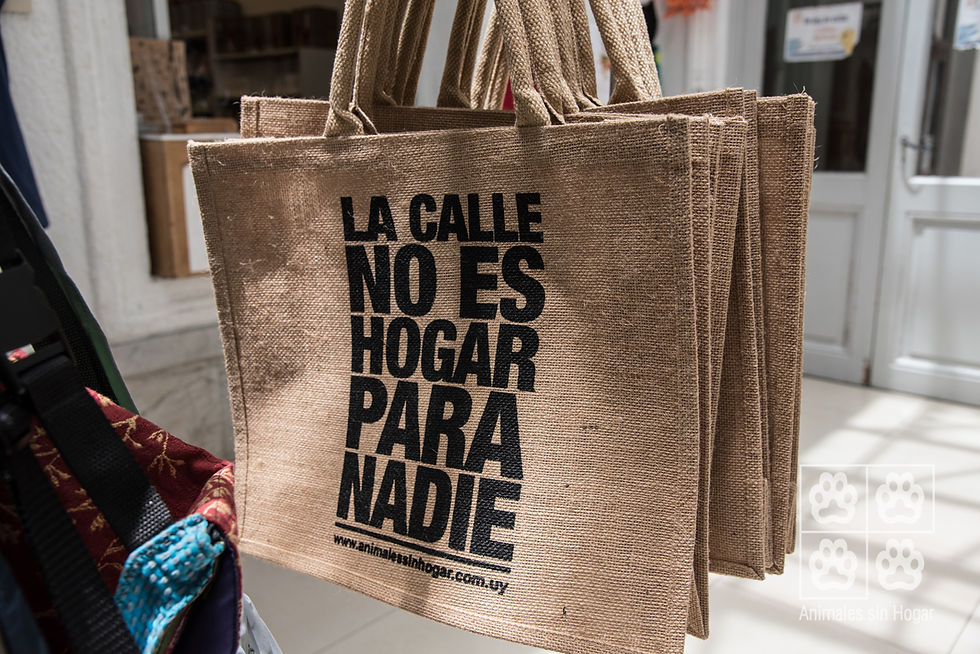 LA CALLE
NO ES
HOGAR
PARA
NADIE
www.animalessinhogar.com.uy
Animales sin Hogar